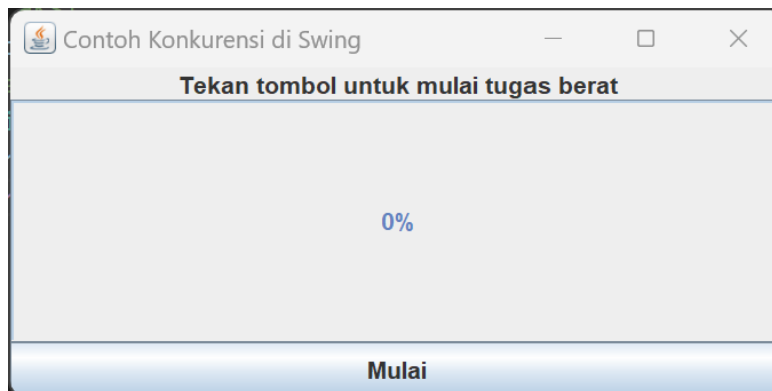 Contoh Konkurensi di Swing
Tekan tombol untuk mulai tugas berat
0%
Mulai